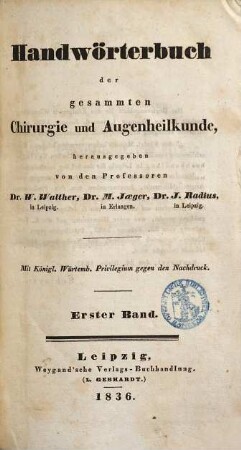 Handwörterbuch
der
gesammten
Chirurgie und Augenheilkunde,
herausgegeben
von den Professoren
Dr. W. Walther, Dr. M. Jæger, Dr. J. Radius,
in Leipzig. in Erlangen. in Leipzig.
Mit Königl. Würtemb. Privilegium gegen den Nachdruck.
Erster Band.
Leipzig,
Weygand'sche Verlags-Buchhandlung.
(L. GEBHARDT.)
1836.